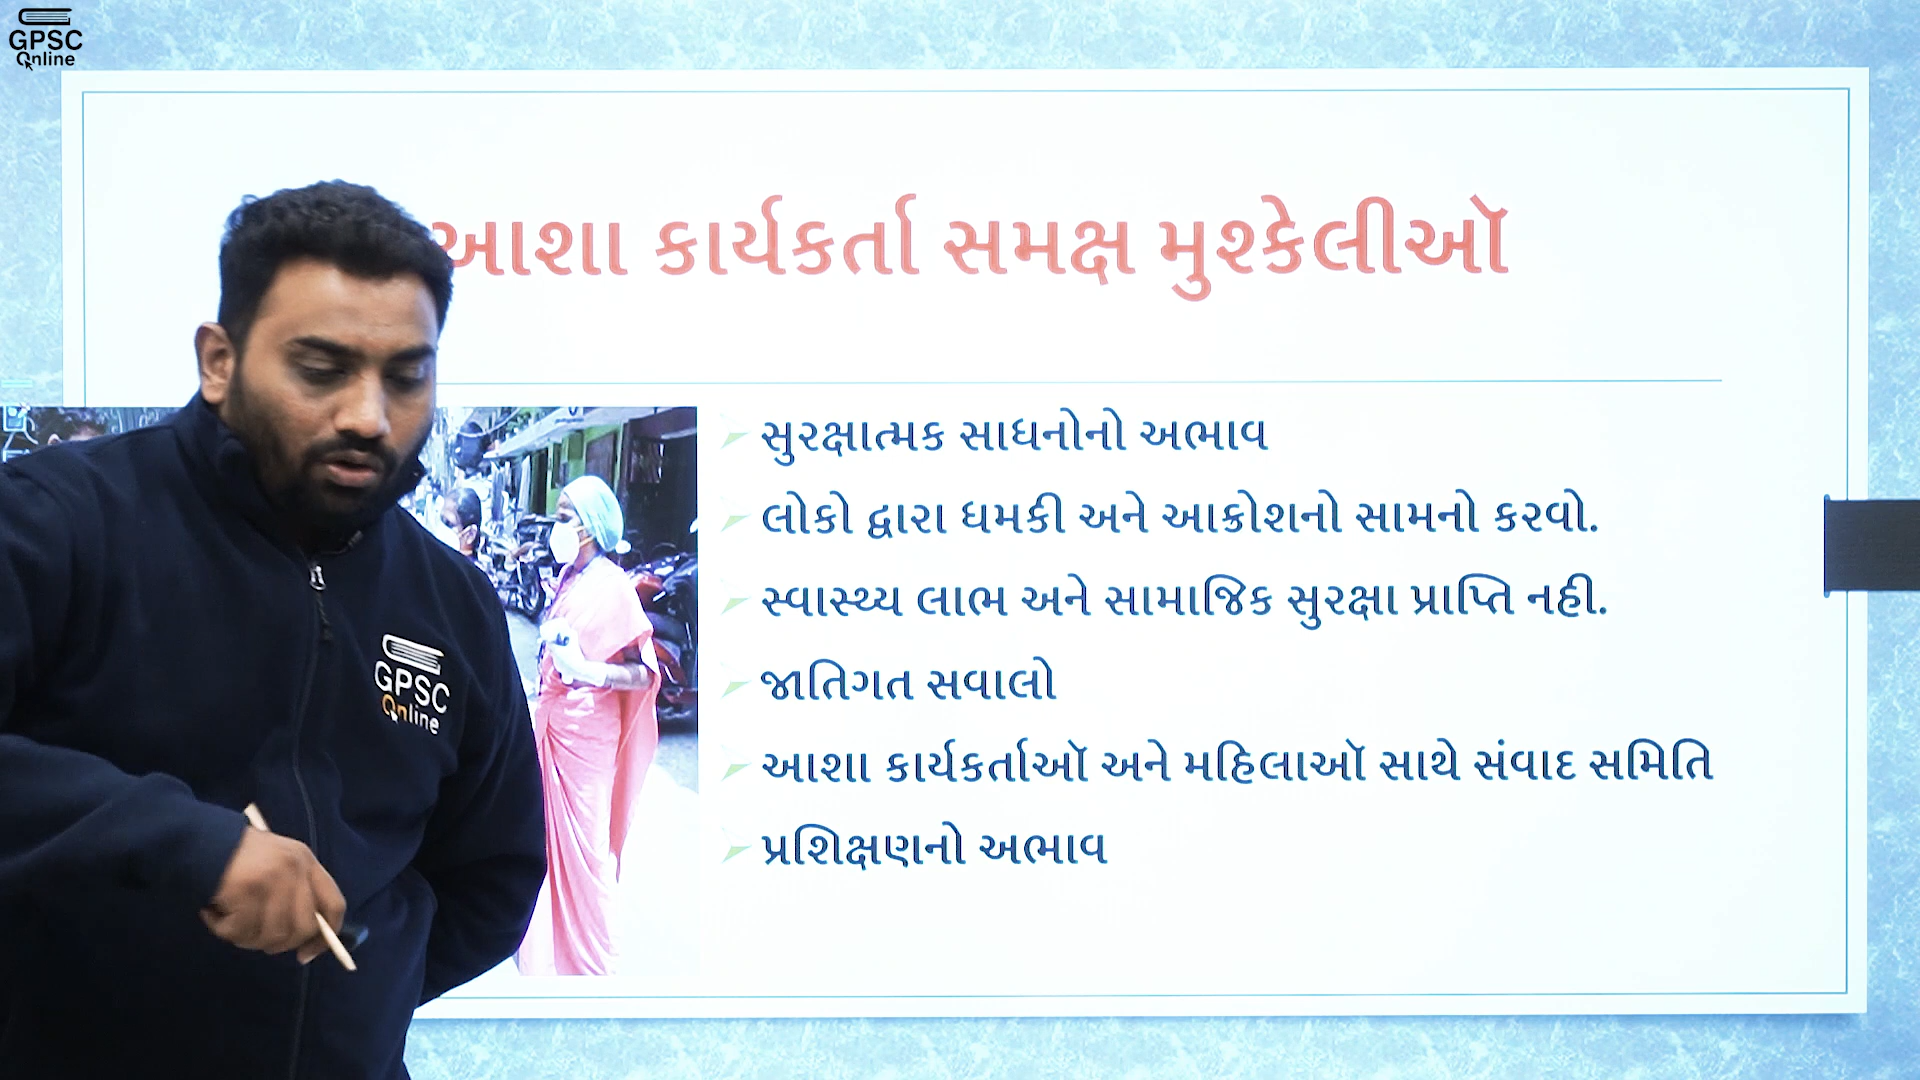 GPSC
Online
આશા કાર્યકર્તા સમક્ષ મુશ્કેલીઓ
સુરક્ષાત્મક સાધનોનો અભાવ
લોકો દ્વારા ધમકી અને આક્રોશનો સામનો કરવો.
સ્વાસ્થ્ય લાભ અને સામાજિક સુરક્ષા પ્રાપ્તિ નહી.
જાતિગત સવાલો
આશા કાર્યકર્તાઓ અને મહિલાઓ સાથે સંવાદ સમિતિ
પ્રશિક્ષણનો અભાવ
GPSC
Online